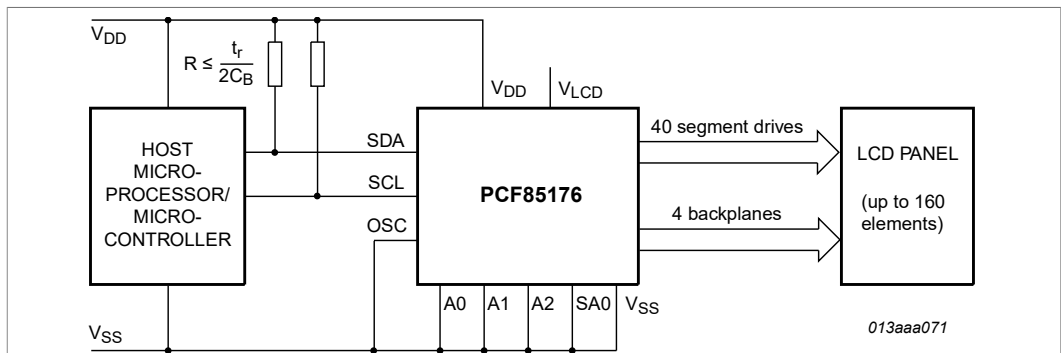 VDD
R ≤ tr
2CB
VDD
VLCD
HOST
MICRO-
PROCESSOR/
MICRO-
CONTROLLER
SDA
SCL
OSC
PCF85176
40 segment drives
4 backplanes
LCD PANEL
(up to 160
elements)
A0 A1 A2 SA0 VSS
VSS
013aaa071